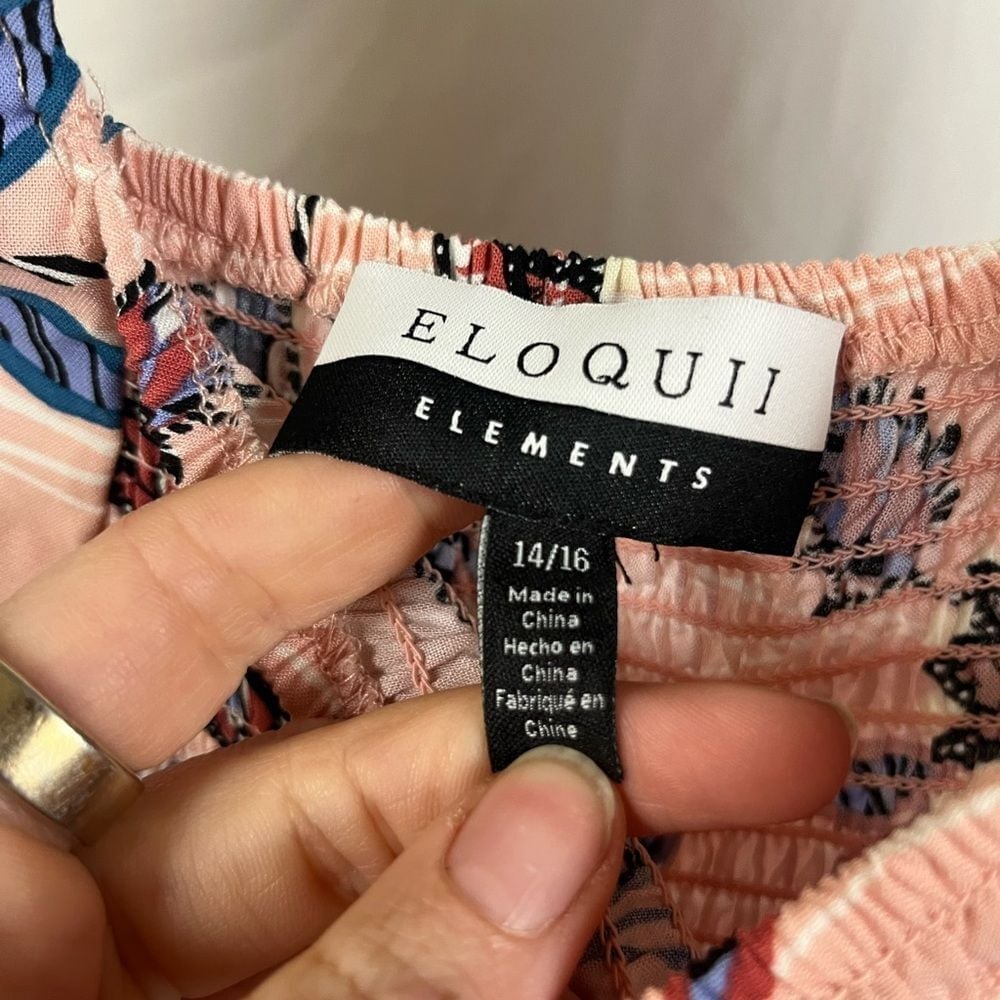 ELOQUII
ELEMENTS
14/16
Made in
China
Hecho en
China
Fabriqué en
Chine